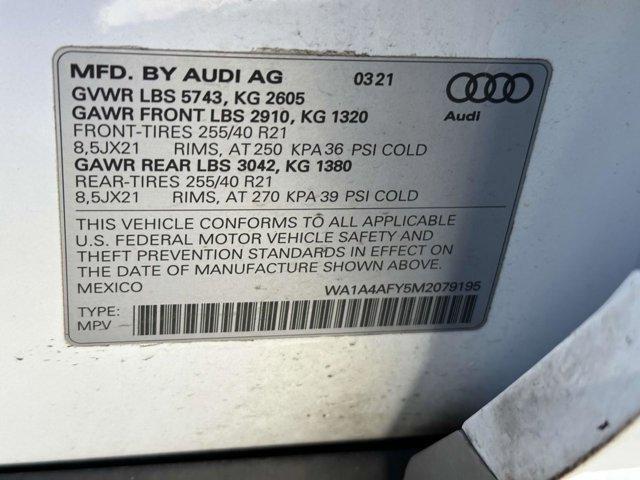 MFD. BY AUDI AG 03 21
GVWR LBS 5743, KG 2605
GAWR FRONT LBS 2910, KG 1320
FRONT-TIRES 255/40 R21
8,5JX21 RIMS, AT 250 KPA 36 PSI COLD
GAWR REAR LBS 3042, KG 1380
REAR-TIRES 255/40 R21
8,5JX21 RIMS, AT 270 KPA 39 PSI COLD
Audi
THIS VEHICLE CONFORMS TO ALL APPLICABLE
U.S. FEDERAL MOTOR VEHICLE SAFETY AND
THEFT PREVENTION STANDARDS IN EFFECT ON
THE DATE OF MANUFACTURE SHOWN ABOVE.
MEXICO WA1A4AFY5M2079195
TYPE:
MPV